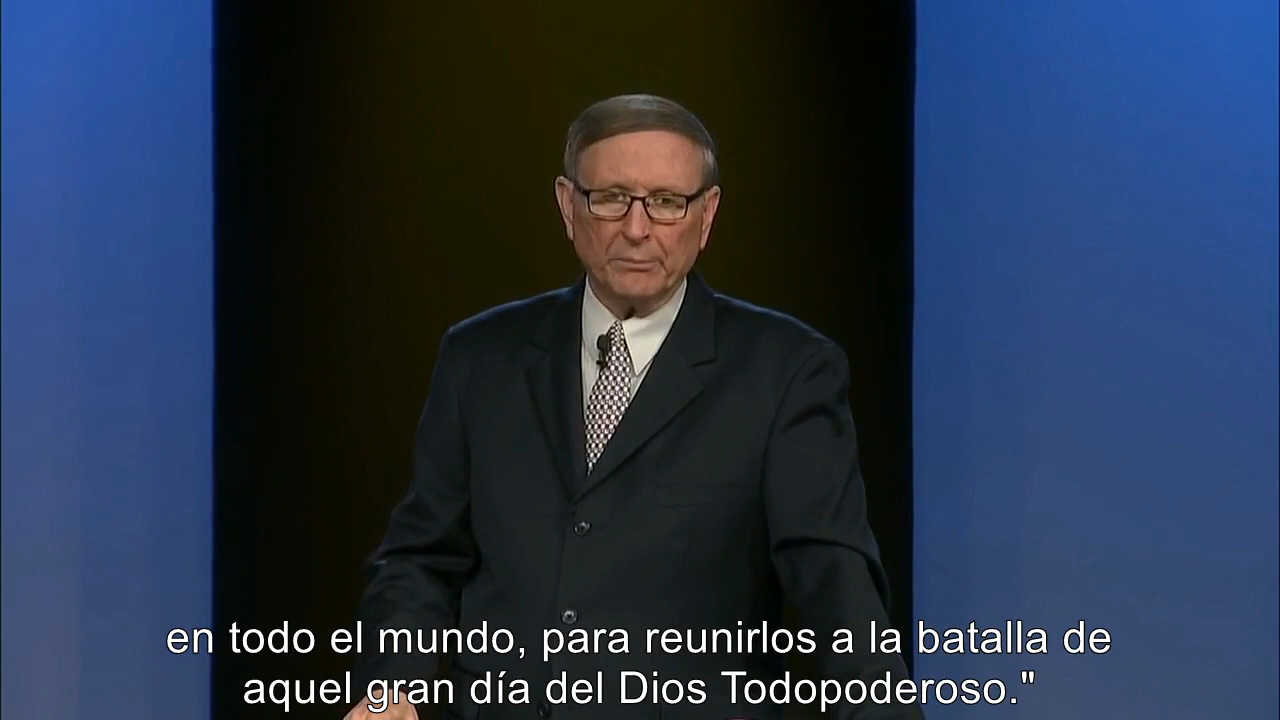 en todo el mundo, para reunirlos a la batalla de
aquel gran día del Dios Todopoderoso."